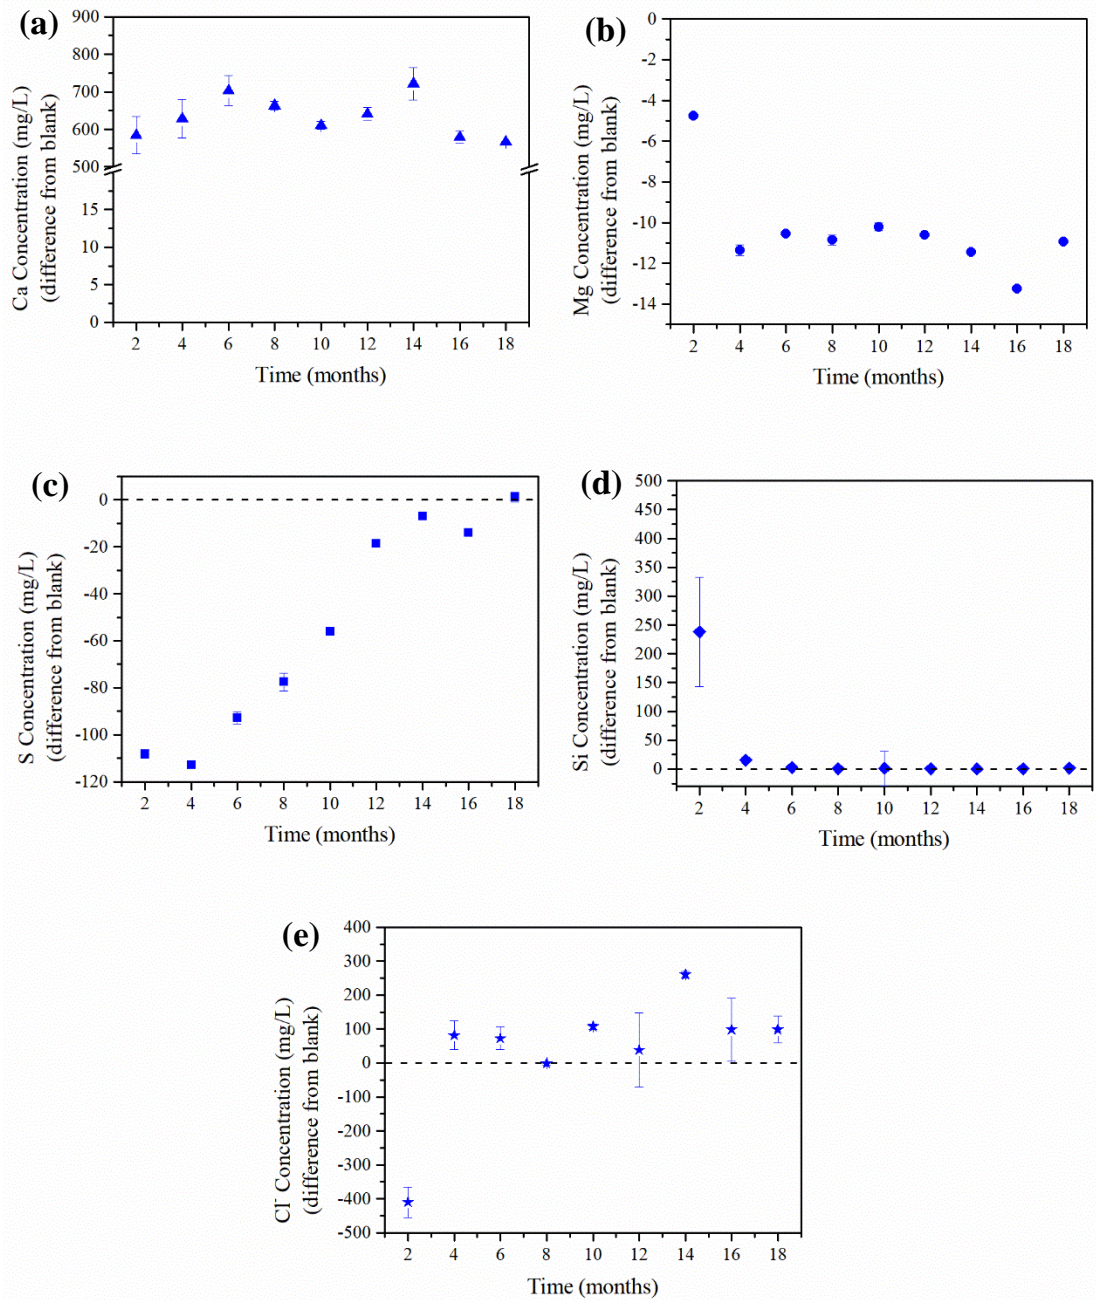 (a)
Ca Concentration (mg/L)
(difference from blank)
900
800
700
600
500
15
10
5
0
2 4 6 8 10 12 14 16 18
Time (months)
(b)
Mg Concentration (mg/L)
(difference from blank)
0
-2
-4
-6
-8
-10
-12
-14
2 4 6 8 10 12 14 16 18
Time (months)
(c)
S Concentration (mg/L)
(difference from blank)
0
-20
-40
-60
-80
-100
-120
2 4 6 8 10 12 14 16 18
Time (months)
(d)
Si Concentration (mg/L)
(difference from blank)
500
450
400
350
300
250
200
150
100
50
0
2 4 6 8 10 12 14 16 18
Time (months)
(e)
Cl⁻ Concentration (mg/L)
(difference from blank)
400
300
200
100
0
-100
-200
-300
-400
-500
2 4 6 8 10 12 14 16 18
Time (months)